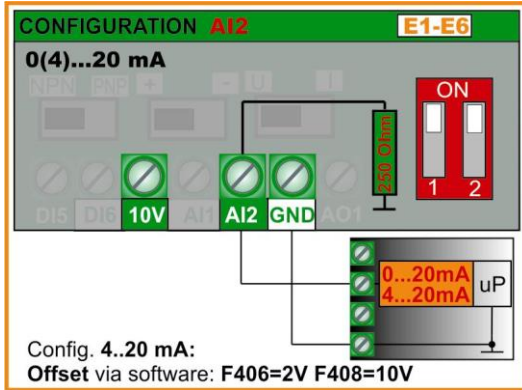 CONFIGURATION AI2 E1-E6
0(4)...20 mA
NPN PNP + - U I
ON
250 Ohm
1 2
DI5 DI6 10V AI1 AI2 GND AO1
0...20mA
4...20mA
uP
Config. 4..20 mA:
Offset via software: F406=2V F408=10V